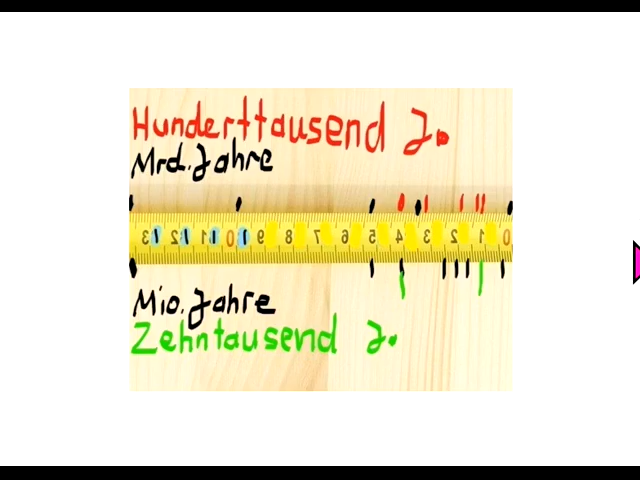 Hunderttausend J.
Mrd. Jahre
13 12 11 10 9 8 7 6 5 4 3 2 1 0
Mio. Jahre
Zehntausend J.